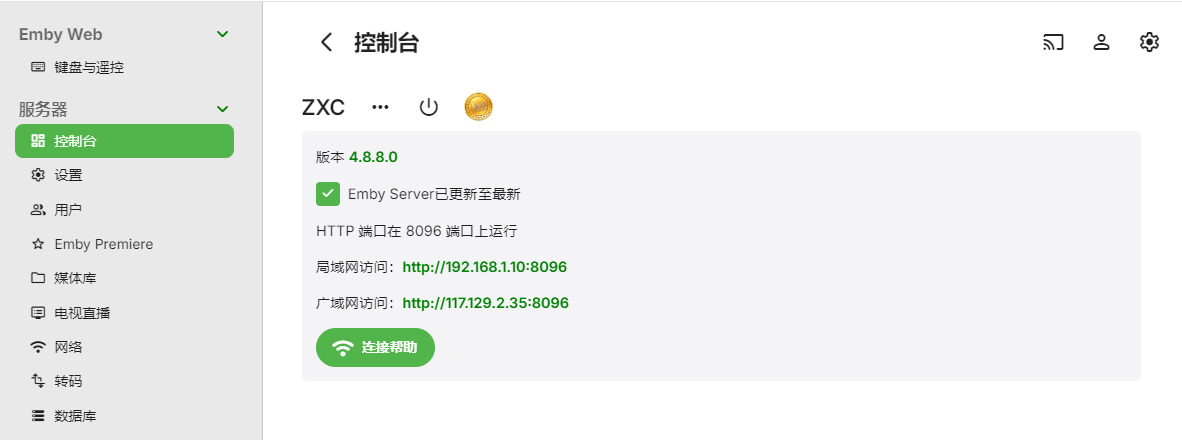 Emby Web
键盘与遥控
服务器
控制台
设置
用户
Emby Premiere
媒体库
电视直播
网络
转码
数据库
控制台
ZXC
版本 4.8.8.0
Emby Server已更新至最新
HTTP 端口在 8096 端口上运行
局域网访问：http://192.168.1.10:8096
广域网访问：http://117.129.2.35:8096
连接帮助